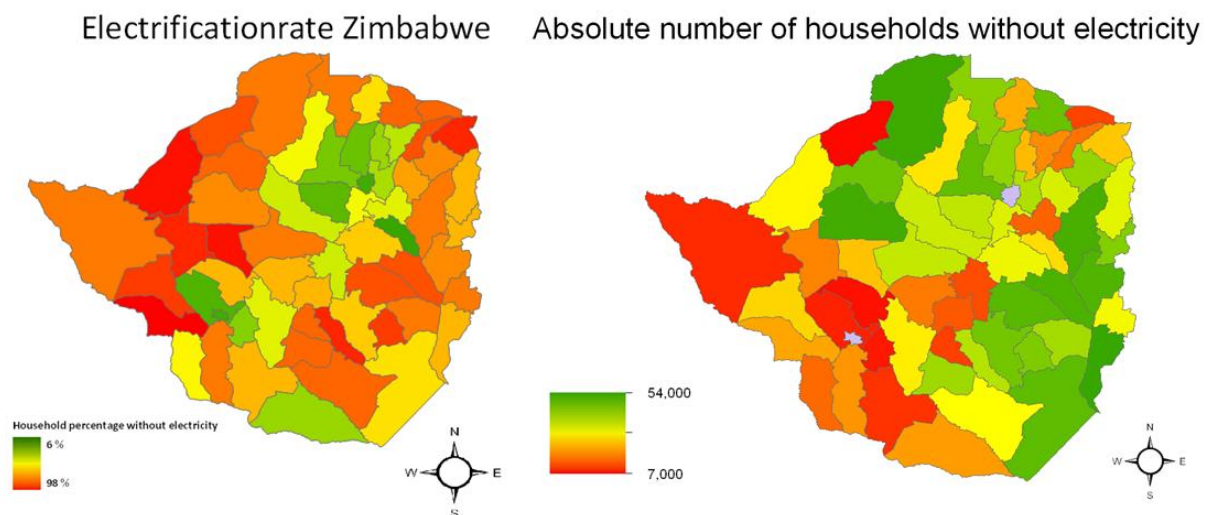 Electrificationrate Zimbabwe
Absolute number of households without electricity
Household percentage without electricity
6 %
98 %
N
W
E
S
54,000
7,000
N
W
E
S